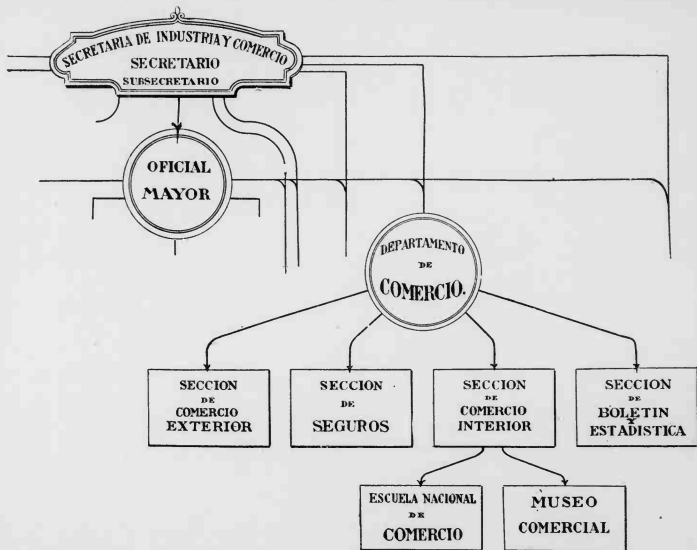 SECRETARIA DE INDUSTRIA Y COMERCIO
SECRETARIO
SUBSECRETARIO
OFICIAL
MAYOR
DEPARTAMENTO
DE
COMERCIO.
SECCION
DE
COMERCIO
EXTERIOR
SECCION
DE
SEGUROS
SECCION
DE
COMERCIO
INTERIOR
SECCION
DE
BOLETIN
Y
ESTADISTICA
ESCUELA NACIONAL
DE
COMERCIO
MUSEO
COMERCIAL